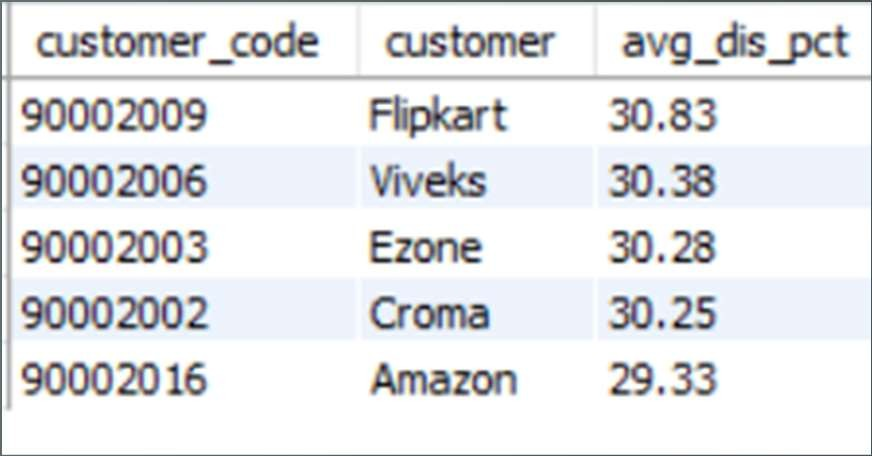 customer_code customer avg_dis_pct
90002009 Flipkart 30.83
90002006 Viveks 30.38
90002003 Ezone 30.28
90002002 Croma 30.25
90002016 Amazon 29.33